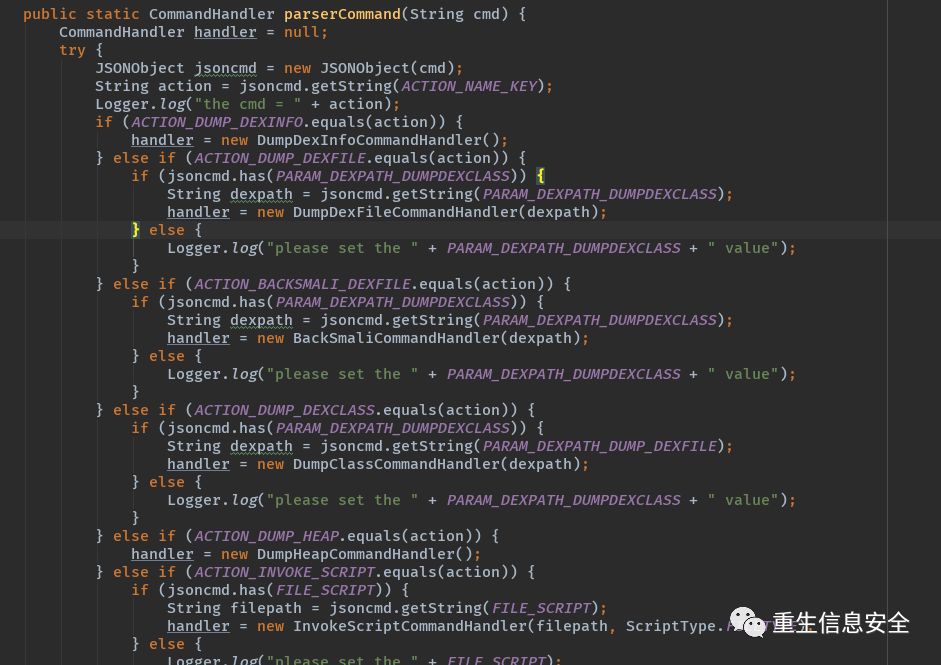 public static CommandHandler parserCommand(String cmd) {
    CommandHandler handler = null;
    try {
        JSONObject jsoncmd = new JSONObject(cmd);
        String action = jsoncmd.getString(ACTION_NAME_KEY);
        Logger.log("the cmd = " + action);
        if (ACTION_DUMP_DEXINFO.equals(action)) {
            handler = new DumpDexInfoCommandHandler();
        } else if (ACTION_DUMP_DEXFILE.equals(action)) {
            if (jsoncmd.has(PARAM_DEXPATH_DUMPDEXCLASS)) {
                String dexpath = jsoncmd.getString(PARAM_DEXPATH_DUMPDEXCLASS);
                handler = new DumpDexFileCommandHandler(dexpath);
            } else {
                Logger.log("please set the " + PARAM_DEXPATH_DUMPDEXCLASS + " value");
            }
        } else if (ACTION_BACKSMALI_DEXFILE.equals(action)) {
            if (jsoncmd.has(PARAM_DEXPATH_DUMPDEXCLASS)) {
                String dexpath = jsoncmd.getString(PARAM_DEXPATH_DUMPDEXCLASS);
                handler = new BackSmaliCommandHandler(dexpath);
            } else {
                Logger.log("please set the " + PARAM_DEXPATH_DUMPDEXCLASS + " value");
            }
        } else if (ACTION_DUMP_DEXCLASS.equals(action)) {
            if (jsoncmd.has(PARAM_DEXPATH_DUMPDEXCLASS)) {
                String dexpath = jsoncmd.getString(PARAM_DEXPATH_DUMP_DEXFILE);
                handler = new DumpClassCommandHandler(dexpath);
            } else {
                Logger.log("please set the " + PARAM_DEXPATH_DUMPDEXCLASS + " value");
            }
        } else if (ACTION_DUMP_HEAP.equals(action)) {
            handler = new DumpHeapCommandHandler();
        } else if (ACTION_INVOKE_SCRIPT.equals(action)) {
            if (jsoncmd.has(FILE_SCRIPT)) {
                String filepath = jsoncmd.getString(FILE_SCRIPT);
                handler = new InvokeScriptCommandHandler(filepath, ScriptType.
重生信息安全
            } else {
                Logger.log("please set the " + FILE_SCRIPT);